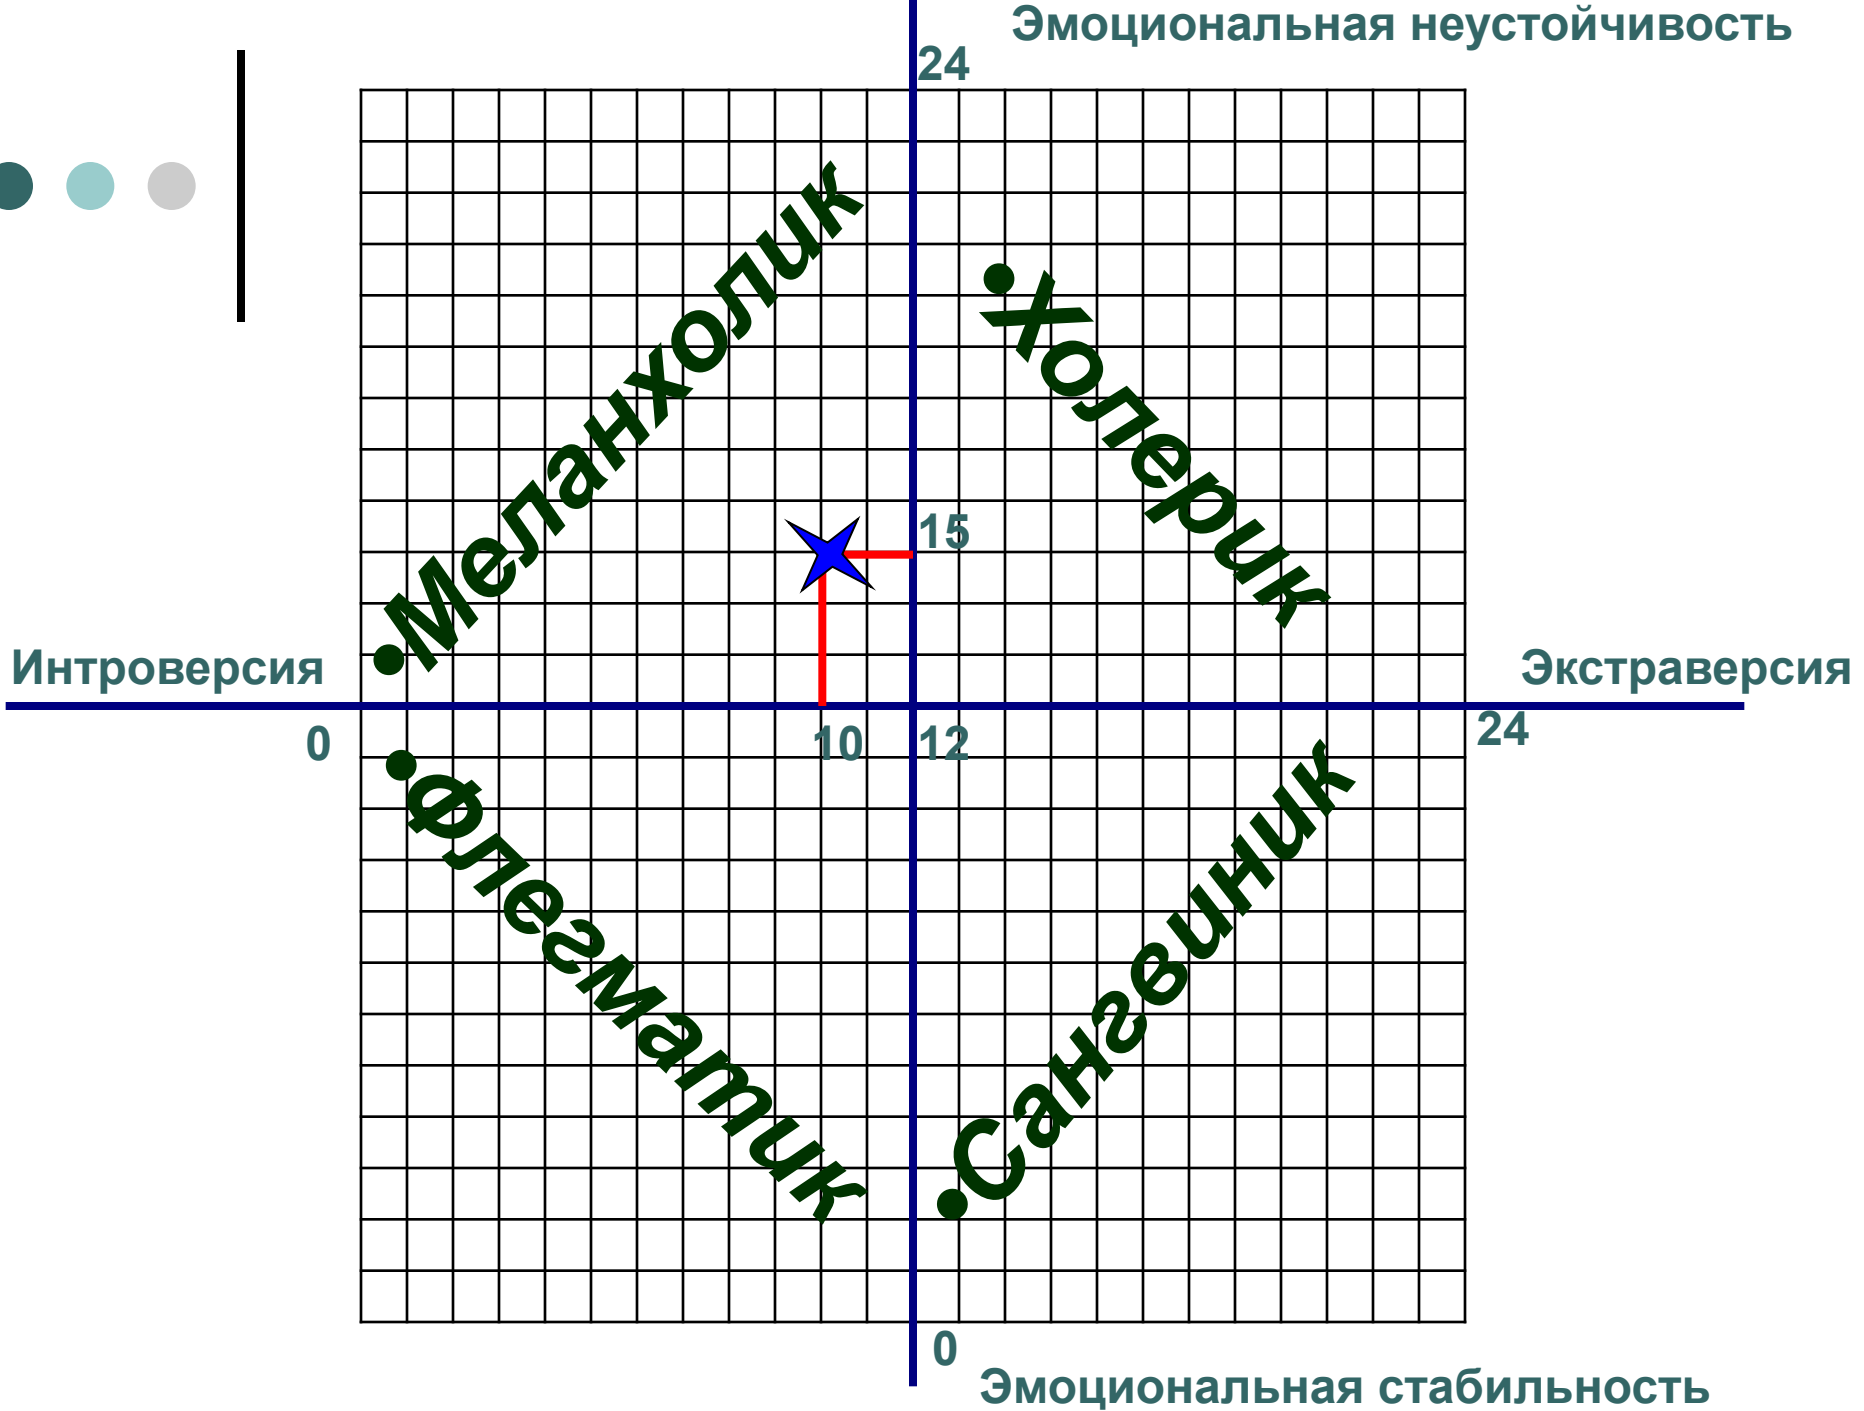 Эмоциональная неустойчивость
24
Меланхолик
Холерик
15
Интроверсия
Экстраверсия
0
10
12
24
Флегматик
Сангвиник
0
Эмоциональная стабильность